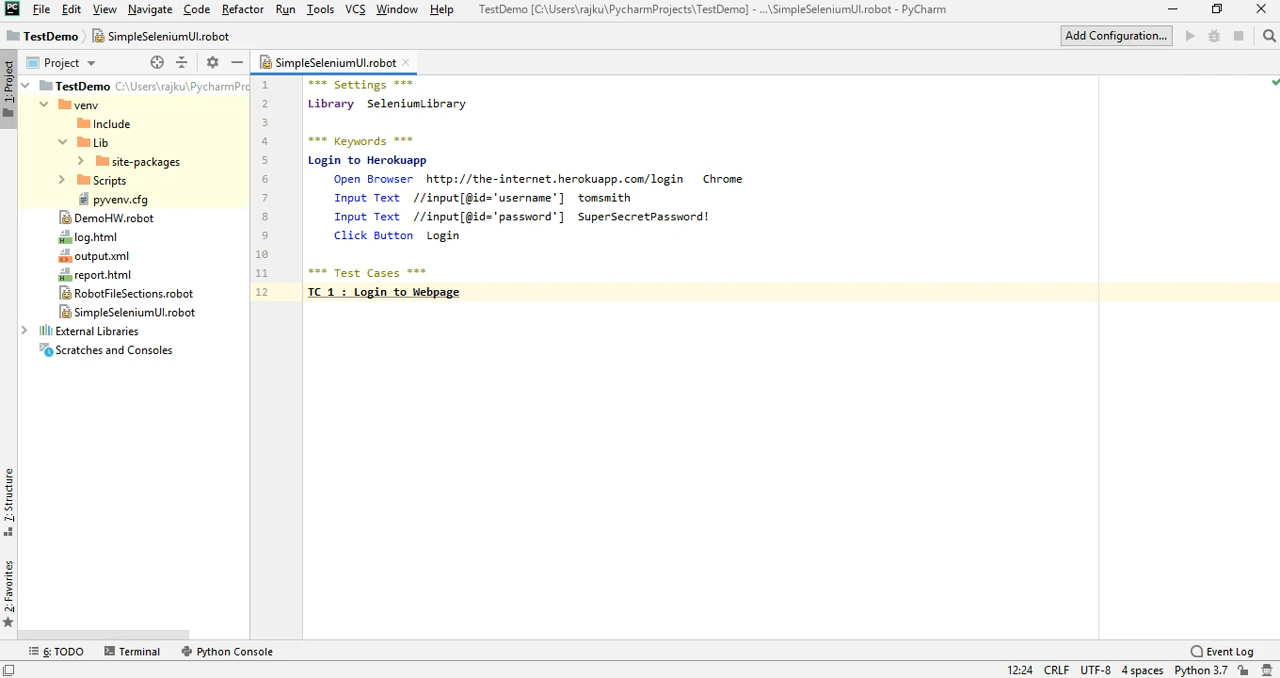 PC File Edit View Navigate Code Refactor Run Tools VCS Window Help TestDemo [C:\Users\rajku\PycharmProjects\TestDemo] - ...\SimpleSeleniumUI.robot - PyCharm
TestDemo SimpleSeleniumUI.robot Add Configuration...
1: Project
Project
SimpleSeleniumUI.robot
TestDemo C:\Users\rajku\PycharmPro
venv
Include
Lib
site-packages
Scripts
pyvenv.cfg
DemoHW.robot
log.html
output.xml
report.html
RobotFileSections.robot
SimpleSeleniumUI.robot
External Libraries
Scratches and Consoles
1 *** Settings ***
2 Library SeleniumLibrary
3
4 *** Keywords ***
5 Login to Herokuapp
6 Open Browser http://the-internet.herokuapp.com/login Chrome
7 Input Text //input[@id='username'] tomsmith
8 Input Text //input[@id='password'] SuperSecretPassword!
9 Click Button Login
10
11 *** Test Cases ***
12 TC 1 : Login to Webpage
7: Structure
2: Favorites
6: TODO Terminal Python Console Event Log
12:24 CRLF UTF-8 4 spaces Python 3.7